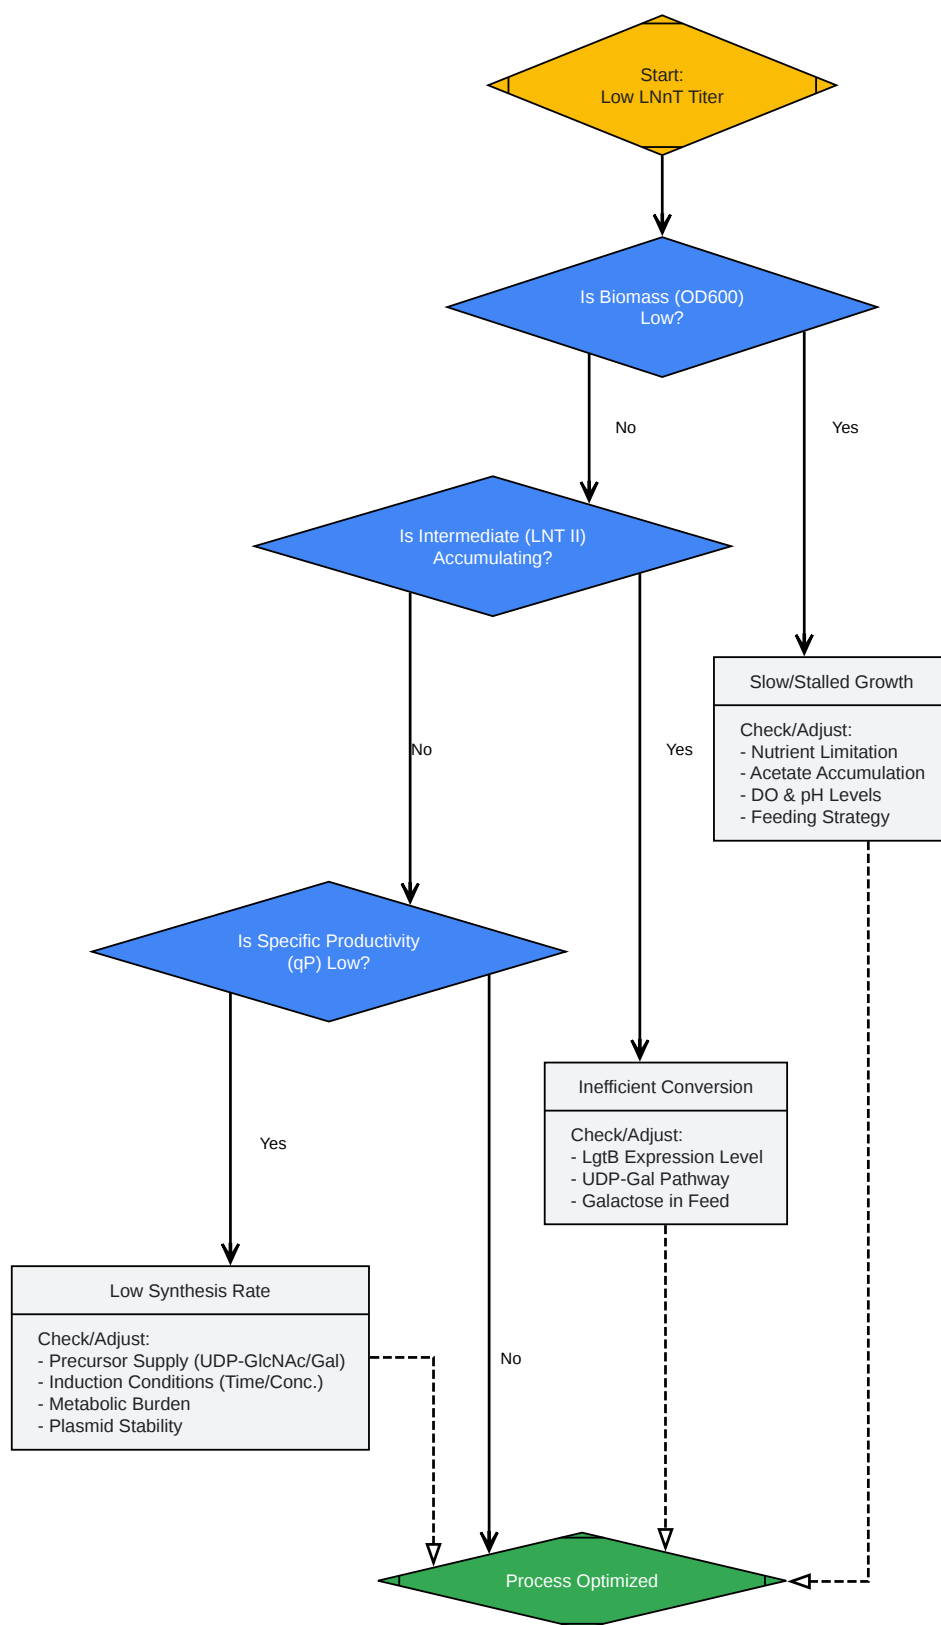 Start:
Low LNnT Titer
Is Biomass (OD600)
Low?
No
Yes
Is Intermediate (LNT II)
Accumulating?
Slow/Stalled Growth
Check/Adjust:
- Nutrient Limitation
- Acetate Accumulation
- DO & pH Levels
- Feeding Strategy
No
Yes
Is Specific Productivity
(qP) Low?
Inefficient Conversion
Check/Adjust:
- LgtB Expression Level
- UDP-Gal Pathway
- Galactose in Feed
Yes
Low Synthesis Rate
Check/Adjust:
- Precursor Supply (UDP-GlcNAc/Gal)
- Induction Conditions (Time/Conc.)
- Metabolic Burden
- Plasmid Stability
No
Process Optimized